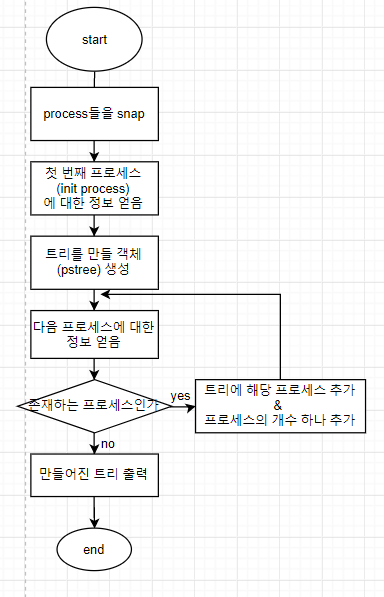 start
process들을 snap
첫 번째 프로세스
(init process)
에 대한 정보 얻음
트리를 만들 객체
(pstree) 생성
다음 프로세스에 대한
정보 얻음
존재하는 프로세스인가
yes
트리에 해당 프로세스 추가
&
프로세스의 개수 하나 추가
no
만들어진 트리 출력
end